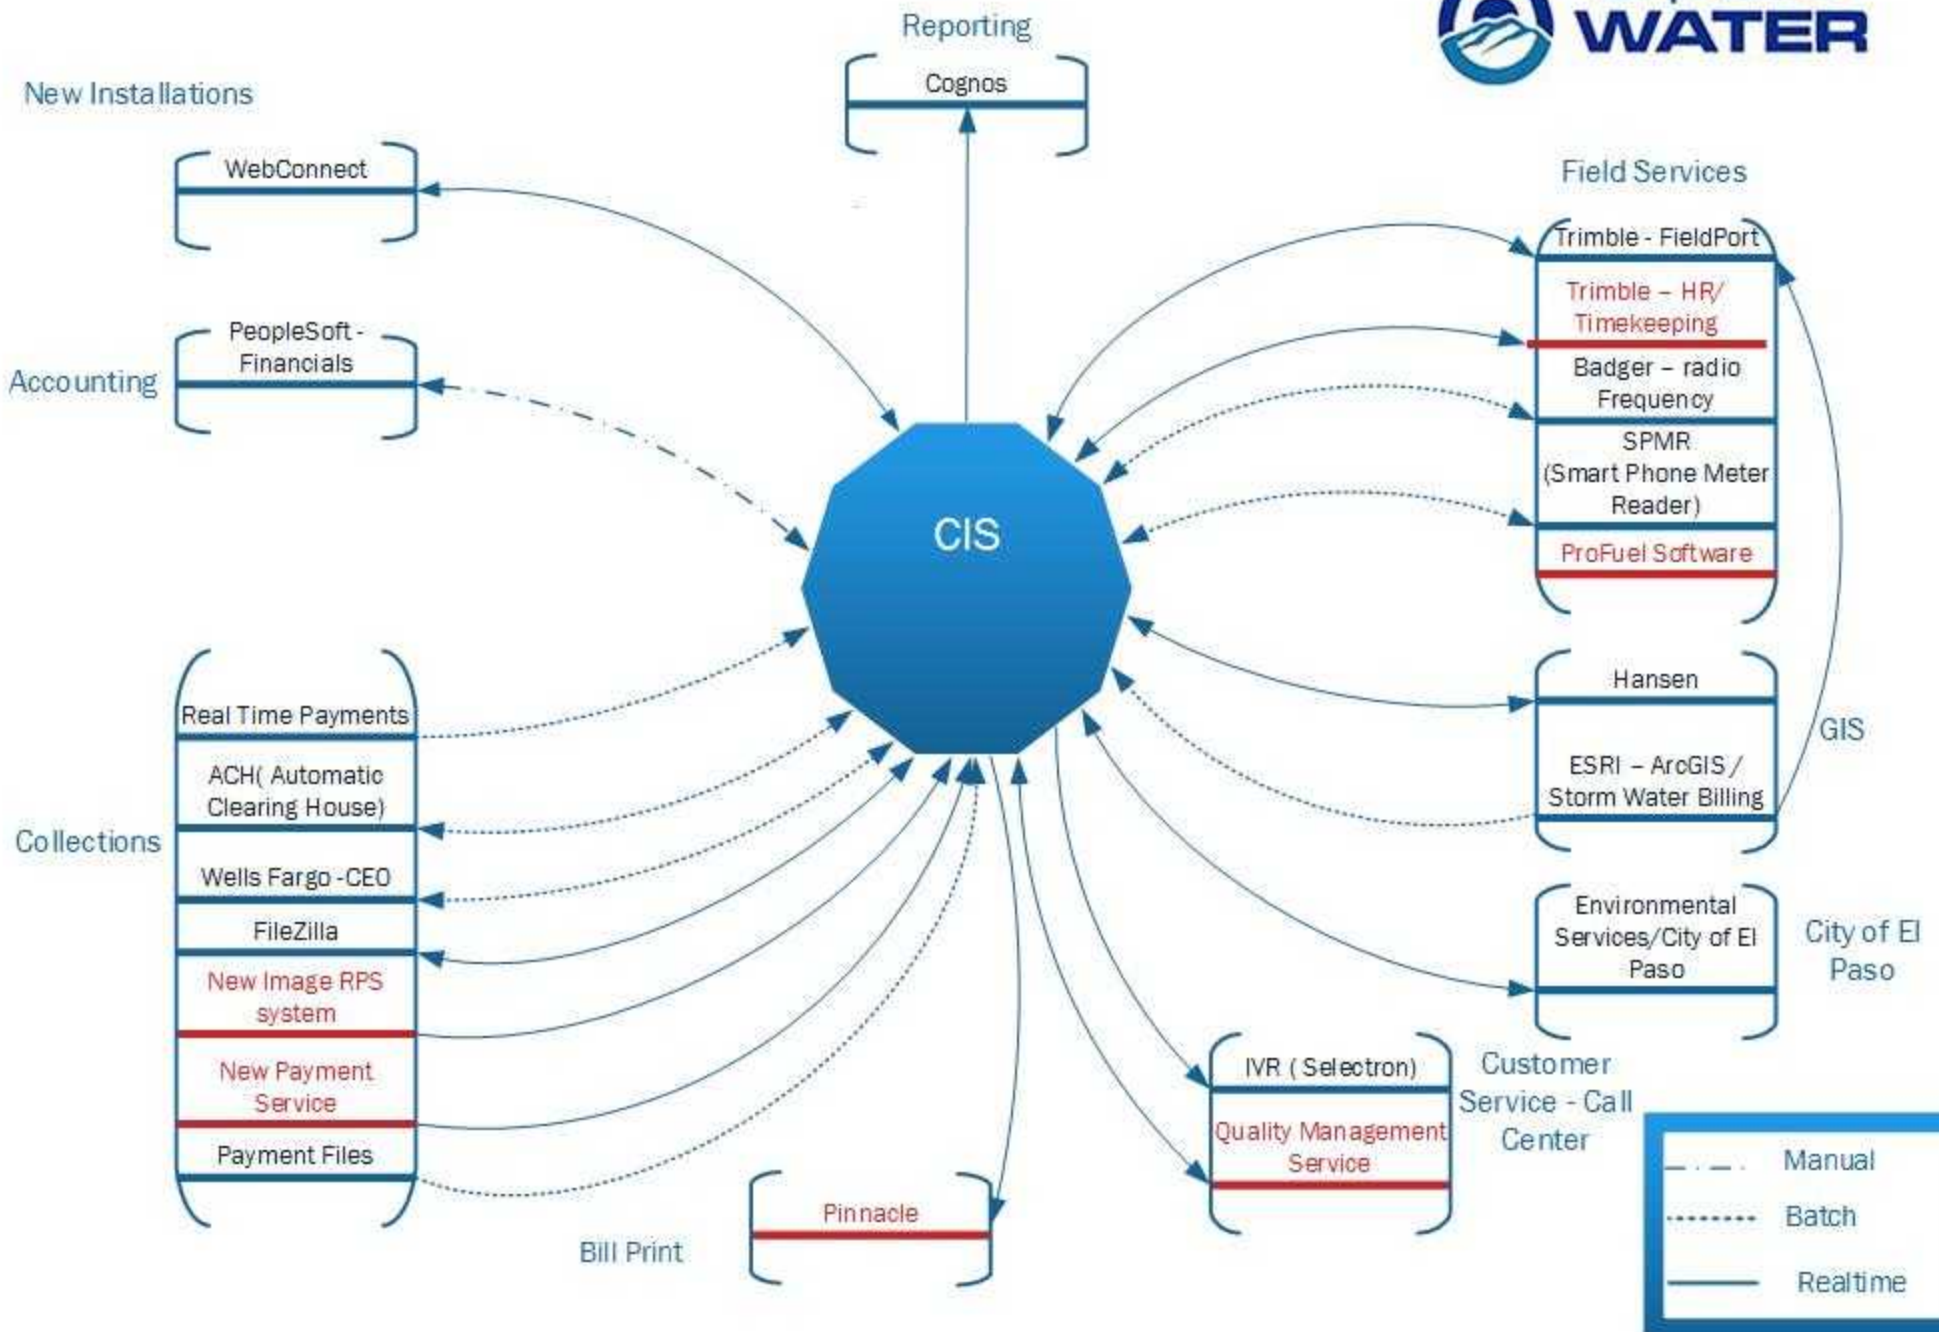 WATER
Reporting
Cognos
New Installations
WebConnect
Accounting
PeopleSoft -
Financials
Field Services
Trimble - FieldPort
Trimble – HR/
Timekeeping
Badger – radio
Frequency
SPMR
(Smart Phone Meter
Reader)
ProFuel Software
CIS
Hansen
ESRI – ArcGIS/
Storm Water Billing
GIS
Collections
Real Time Payments
ACH( Automatic
Clearing House)
Wells Fargo -CEO
FileZilla
New Image RPS
system
New Payment
Service
Payment Files
Environmental
Services/City of El
Paso
City of El
Paso
IVR ( Selectron)
Quality Management
Service
Customer
Service - Call
Center
Bill Print
Pinnacle
Manual
Batch
Realtime